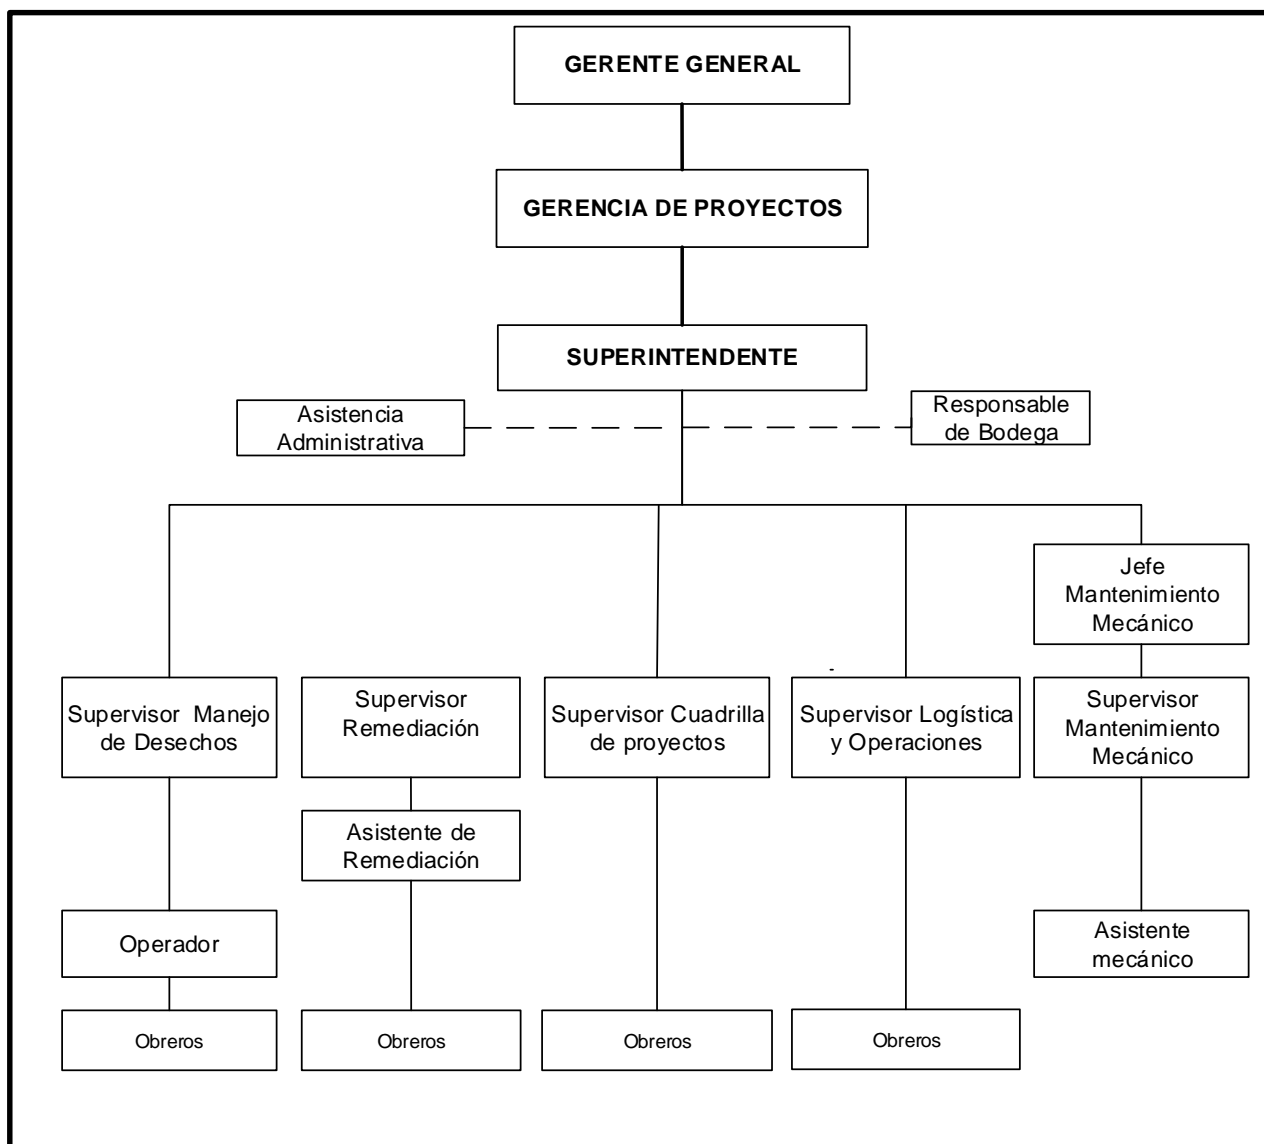 GERENTE GENERAL
GERENCIA DE PROYECTOS
SUPERINTENDENTE
Asistencia
Administrativa
Responsable
de Bodega
Jefe
Mantenimiento
Mecánico
Supervisor Manejo
de Desechos
Supervisor
Remediación
Supervisor Cuadrilla
de proyectos
Supervisor Logística
y Operaciones
Supervisor
Mantenimiento
Mecánico
Asistente de
Remediación
Operador
Asistente
mecánico
Obreros
Obreros
Obreros
Obreros